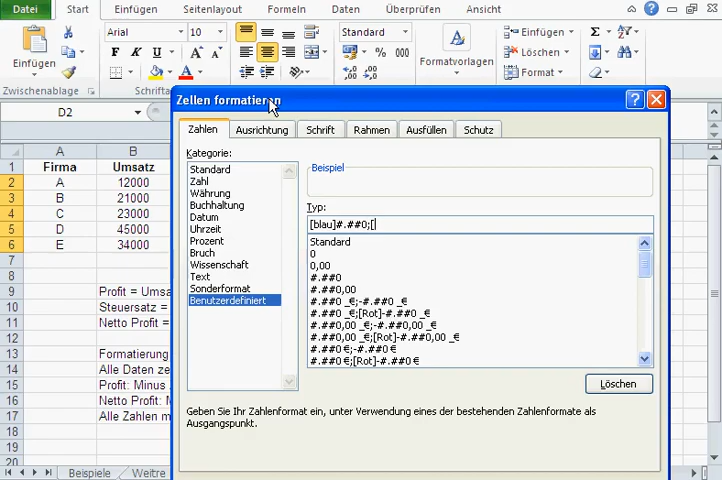 Datei Start Einfügen Seitenlayout Formeln Daten Überprüfen Ansicht
Einfügen
Zwischenablage
Arial 10
F K U
A A
Schrifta
Standard
% 000
Formatvorlagen
Einfügen
Löschen
Format
D2
A B
1 Firma Umsatz
2 A 12000
3 B 21000
4 C 23000
5 D 45000
6 E 34000
7
8
9 Profit = Umsa
10 Steuersatz =
11 Netto Profit =
12
13 Formatierung
14 Alle Daten ze
15 Profit: Minus
16 Netto Profit: M
17 Alle Zahlen m
18
19
20
Beispiele Weitre
Zellen formatieren
Zahlen Ausrichtung Schrift Rahmen Ausfüllen Schutz
Kategorie:
Standard
Zahl
Währung
Buchhaltung
Datum
Uhrzeit
Prozent
Bruch
Wissenschaft
Text
Sonderformat
Benutzerdefiniert
Beispiel
Typ:
[blau]#.##0;[
Standard
0
0,00
#.##0
#.##0,00
#.##0 _€;-#.##0 _€
#.##0 _€;[Rot]-#.##0 _€
#.##0,00 _€;-#.##0,00 _€
#.##0,00 _€;[Rot]-#.##0,00 _€
#.##0 €;-#.##0 €
#.##0 €;[Rot]-#.##0 €
Löschen
Geben Sie Ihr Zahlenformat ein, unter Verwendung eines der bestehenden Zahlenformate als
Ausgangspunkt.